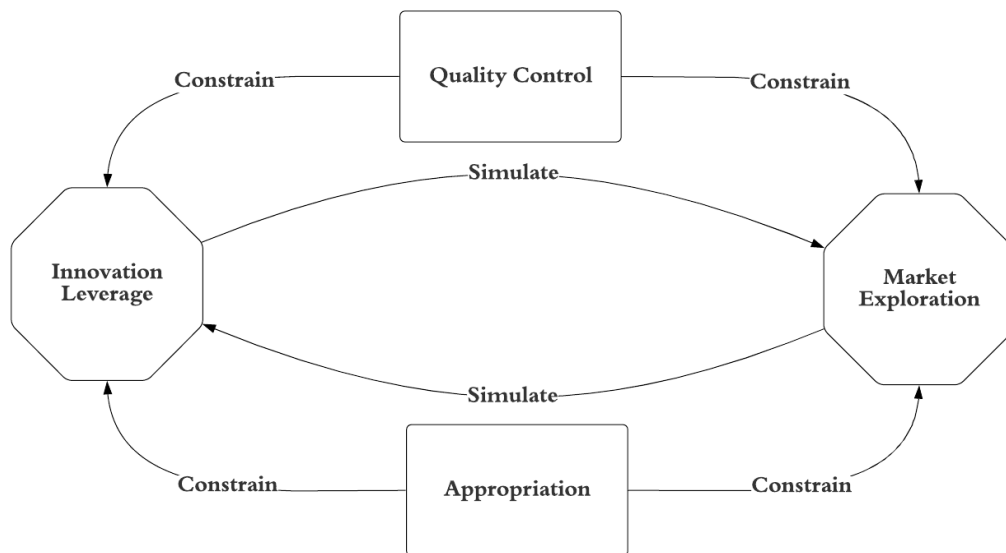 Quality Control
Constrain
Constrain
Simulate
Innovation
Leverage
Market
Exploration
Simulate
Appropriation
Constrain
Constrain